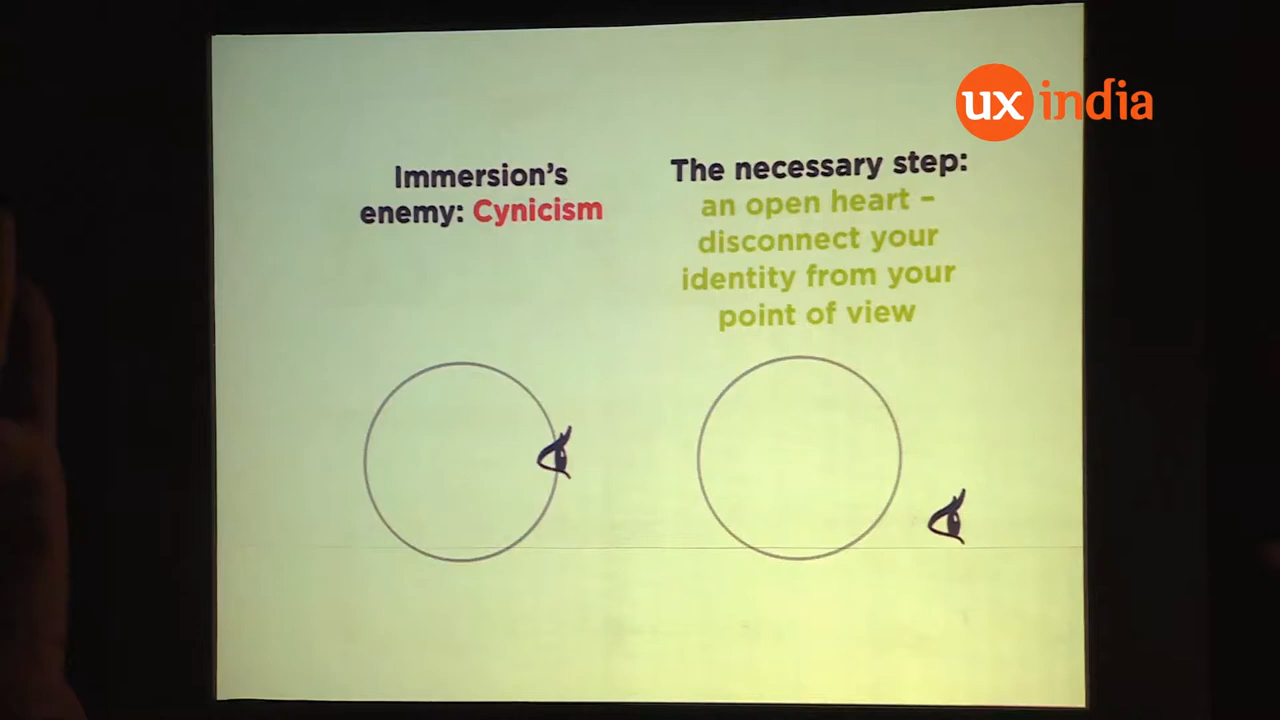 ux india
Immersion's
enemy: Cynicism
The necessary step:
an open heart –
disconnect your
identity from your
point of view